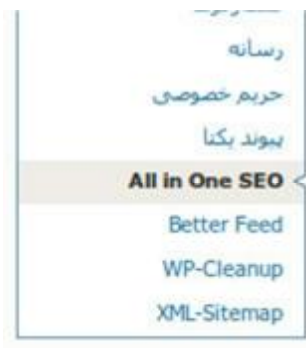 رسانه
حریم خصوصی
پیوند یکتا
All in One SEO
Better Feed
WP-Cleanup
XML-Sitemap